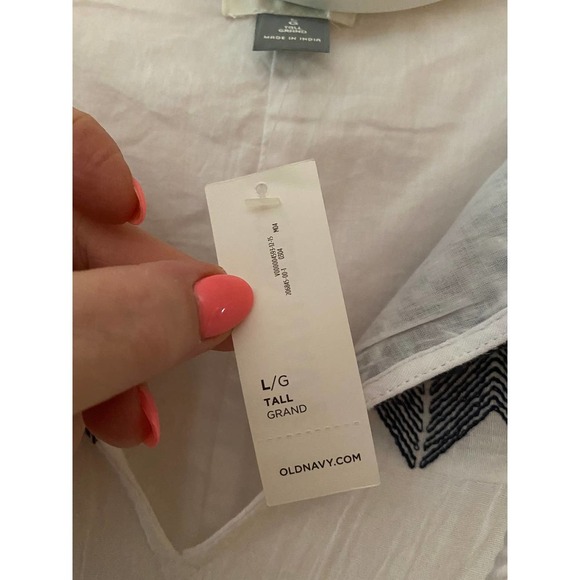 G
TALL
GRAND
MADE IN INDIA
L/G
TALL
GRAND
OLDNAVY.COM